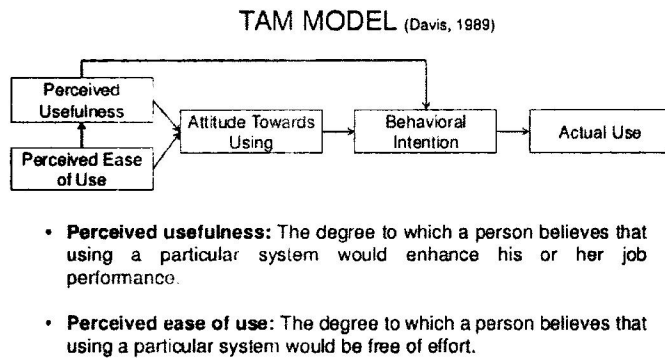 TAM MODEL (Davis, 1989)
Perceived
Usefulness
Attitude Towards
Using
Behavioral
Intention
Actual Use
Perceived Ease
of Use
• Perceived usefulness: The degree to which a person believes that
using a particular system would enhance his or her job
performance.
• Perceived ease of use: The degree to which a person believes that
using a particular system would be free of effort.